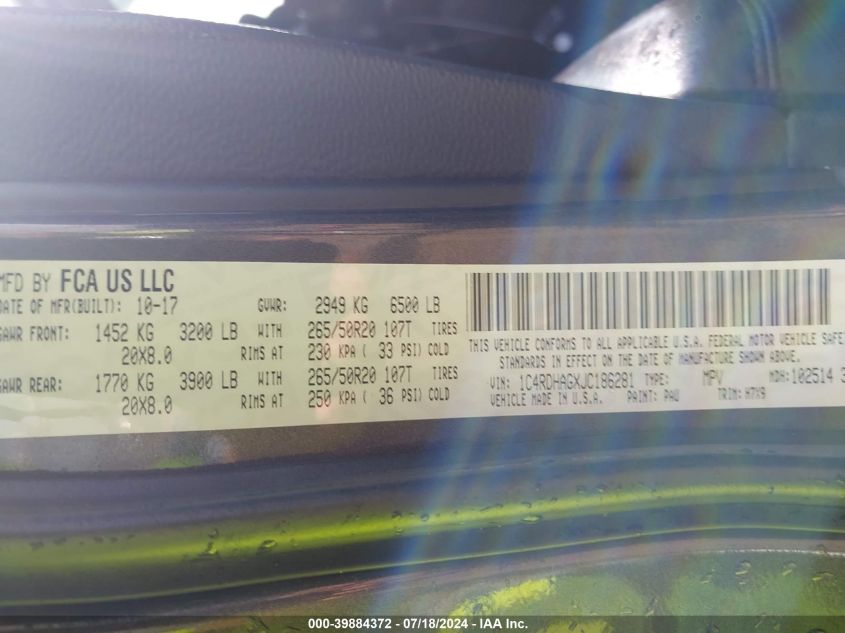 MFD BY FCA US LLC
DATE OF MFR(BUILT): 10-17 GVWR: 2949 KG 6500 LB
GAWR FRONT: 1452 KG 3200 LB WITH 265/50R20 107T TIRES
20X8.0 RIMS AT 230 KPA ( 33 PSI) COLD
GAWR REAR: 1770 KG 3900 LB WITH 265/50R20 107T TIRES
20X8.0 RIMS AT 250 KPA ( 36 PSI) COLD
THIS VEHICLE CONFORMS TO ALL APPLICABLE U.S.A. FEDERAL MOTOR VEHICLE SAFE
STANDARDS IN EFFECT ON THE DATE OF MANUFACTURE SHOWN ABOVE.
VIN: 1C4RDHAGXJC186281 TYPE: MPV MDH: 102514 3
VEHICLE MADE IN U.S.A. PAINT: PAU TRIM: H7X9
000-39884372 - 07/18/2024 - IAA Inc.